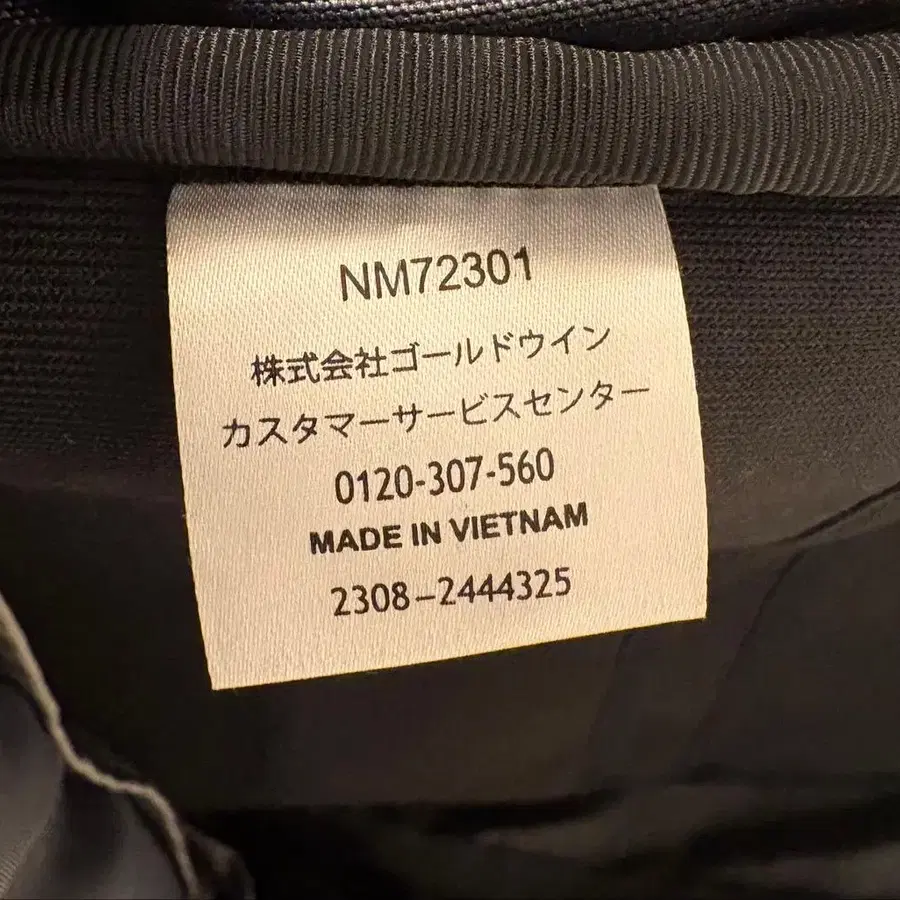 NM72301
株式会社ゴールドウイン
カスタマーサービスセンター
0120-307-560
MADE IN VIETNAM
2308-2444325